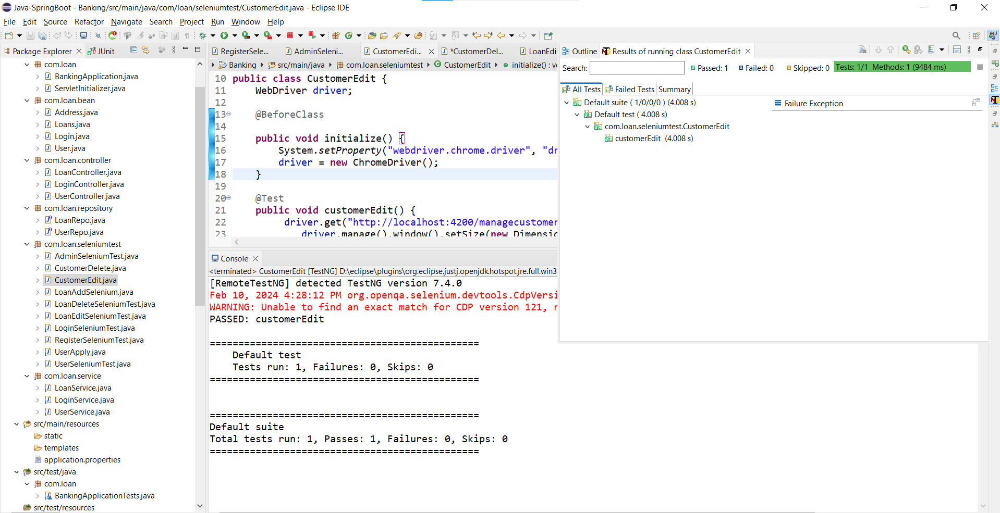 Java-SpringBoot - Banking/src/main/java/com/loan/seleniumtest/CustomerEdit.java - Eclipse IDE
File Edit Source Refactor Navigate Search Project Run Window Help
Package Explorer
JUnit
com.loan
BankingApplication.java
ServletInitializer.java
com.loan.bean
Address.java
Loans.java
Login.java
User.java
com.loan.controller
LoanController.java
LoginController.java
UserController.java
com.loan.repository
LoanRepo.java
UserRepo.java
com.loan.seleniumtest
AdminSeleniumTest.java
CustomerDelete.java
CustomerEdit.java
LoanAddSelenium.java
LoanDeleteSeleniumTest.java
LoanEditSeleniumTest.java
LoginSeleniumTest.java
RegisterSeleniumTest.java
UserApply.java
UserSeleniumTest.java
com.loan.service
LoanService.java
LoginService.java
UserService.java
src/main/resources
static
templates
application.properties
src/test/java
com.loan
BankingApplicationTests.java
src/test/resources
RegisterSele... AdminSeleni... CustomerEdi... *CustomerDel... LoanEdi
Banking src/main/java com.loan.seleniumtest CustomerEdit initialize() : vo
10 public class CustomerEdit {
11 WebDriver driver;
12
13 @BeforeClass
14
15 public void initialize() {
16 System.setProperty("webdriver.chrome.driver", "dr
17 driver = new ChromeDriver();
18 }
19
20 @Test
21 public void customerEdit() {
22 driver.get("http://localhost:4200/managecustomer
23 driver.manage().window().setSize(new Dimensio
Console
<terminated> CustomerEdit [TestNG] D:\eclipse\plugins\org.eclipse.justj.openjdk.hotspot.jre.full.win3
[RemoteTestNG] detected TestNG version 7.4.0
Feb 10, 2024 4:28:12 PM org.openqa.selenium.devtools.CdpVersi
WARNING: Unable to find an exact match for CDP version 121, r
PASSED: customerEdit
===============================================
Default test
Tests run: 1, Failures: 0, Skips: 0
===============================================
===============================================
Default suite
Total tests run: 1, Passes: 1, Failures: 0, Skips: 0
===============================================
Outline
Results of running class CustomerEdit
Search:
Passed: 1 Failed: 0 Skipped: 0
Tests: 1/1 Methods: 1 (9484 ms)
All Tests Failed Tests Summary
Default suite ( 1/0/0/0 ) (4.008 s)
Default test ( 4.008 s)
com.loan.seleniumtest.CustomerEdit
customerEdit (4.008 s)
Failure Exception